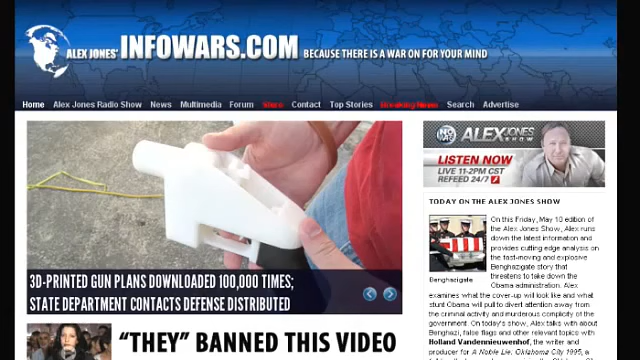 ALEX JONES' INFOWARS.COM BECAUSE THERE IS A WAR ON FOR YOUR MIND
Home Alex Jones Radio Show News Multimedia Forum Store Contact Top Stories Breaking News Search Advertise
3D-PRINTED GUN PLANS DOWNLOADED 100,000 TIMES;
STATE DEPARTMENT CONTACTS DEFENSE DISTRIBUTED
"THEY" BANNED THIS VIDEO
ALEX JONES
SHOW
LISTEN NOW
LIVE 11-2PM CST
REFEED 24/7
TODAY ON THE ALEX JONES SHOW
Benghazigate
On this Friday, May 10 edition of
the Alex Jones Show, Alex runs
down the latest information and
provides cutting edge analysis on
the fast-moving and explosive
Benghazigate story that
threatens to take down the
Obama administration. Alex
examines what the cover-up will look like and what
stunt Obama will pull to divert attention away from
the criminal activity and murderous complicity of the
government. On today's show, Alex talks with about
Benghazi, false flags and other relevant topics with
Holland Vandennieuwenhof, the writer and
producer for A Noble Lie: Oklahoma City 1995, a